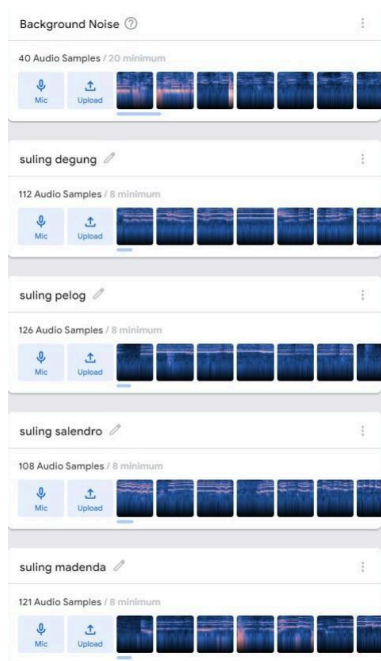 Background Noise
40 Audio Samples / 20 minimum
Mic Upload
suling degung
112 Audio Samples / 8 minimum
Mic Upload
suling pelog
126 Audio Samples / 8 minimum
Mic Upload
suling salendro
108 Audio Samples / 8 minimum
Mic Upload
suling madenda
121 Audio Samples / 8 minimum
Mic Upload